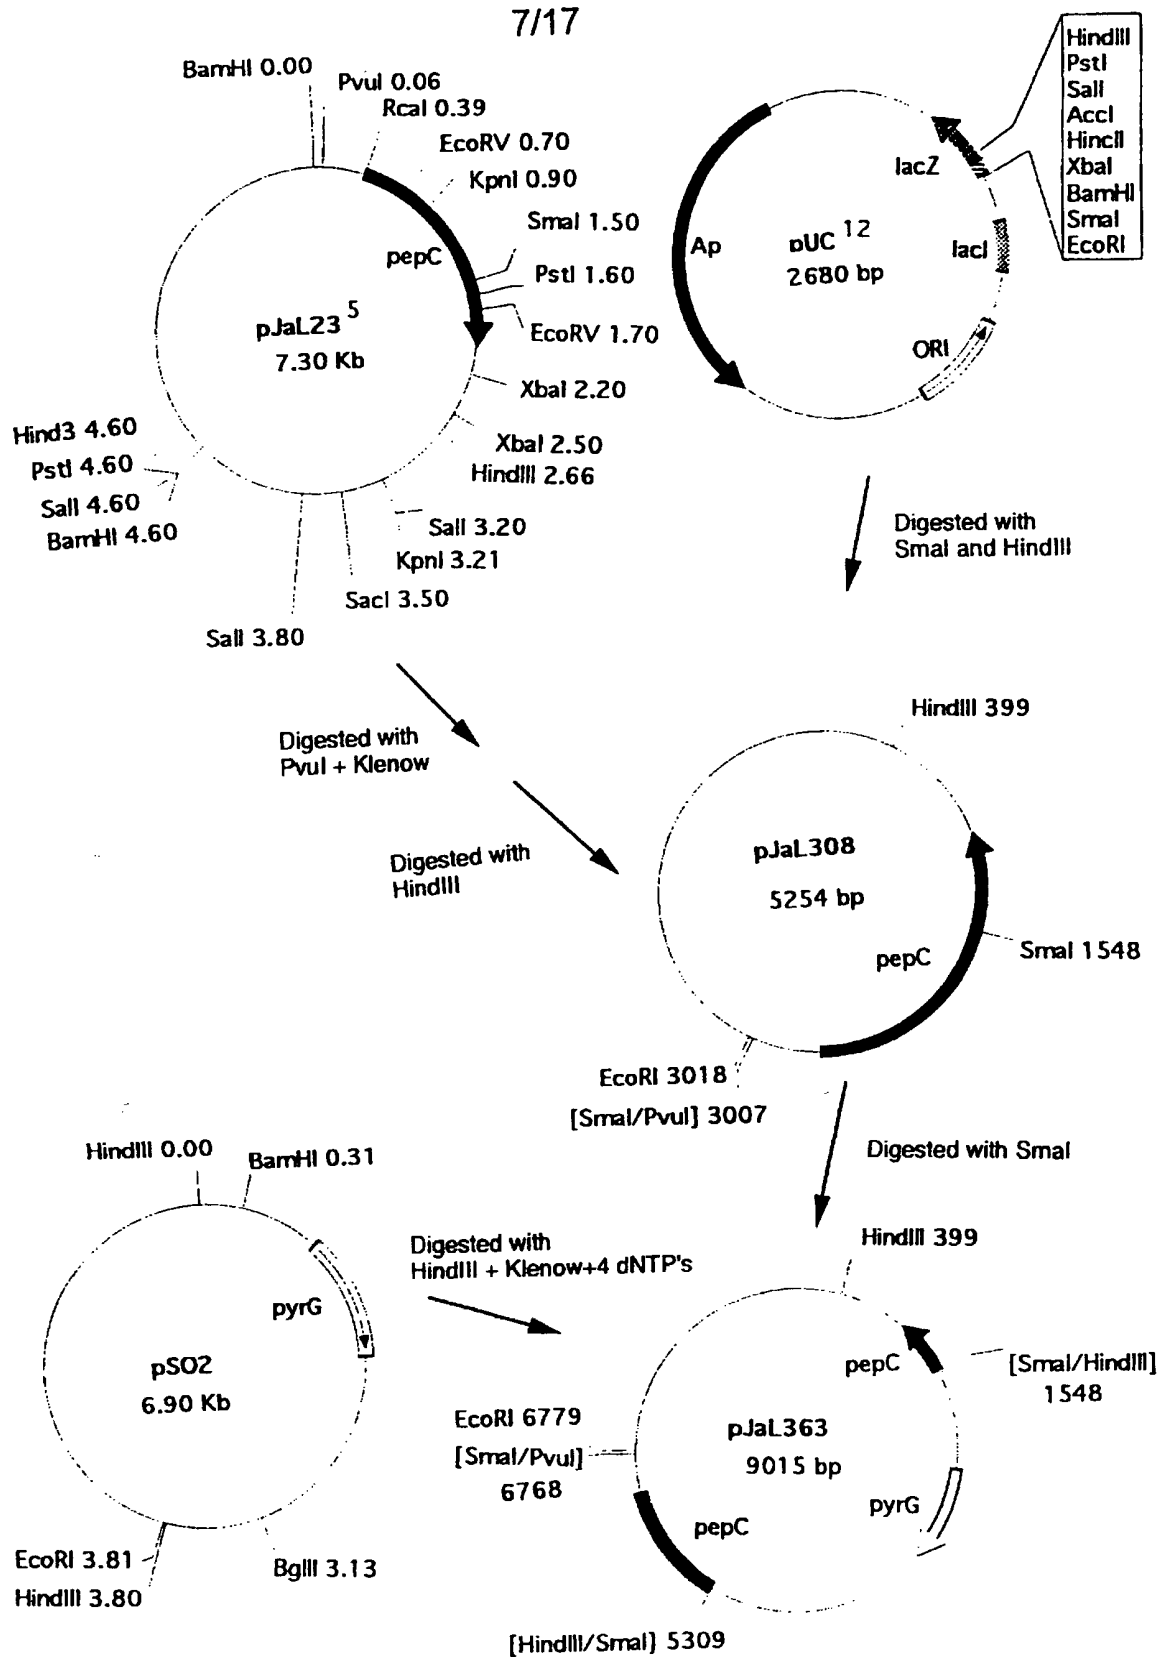 7/17
BamHI 0.00
PvuI 0.06
RcaI 0.39
EcoRV 0.70
KpnI 0.90
SmaI 1.50
PstI 1.60
EcoRV 1.70
XbaI 2.20
XbaI 2.50
HindIII 2.66
SalI 3.20
KpnI 3.21
SacI 3.50
SalI 3.80
Hind3 4.60
PstI 4.60
SalI 4.60
BamHI 4.60
pepC
pJaL23 5
7.30 Kb
HindIII
PstI
SalI
AccI
HincII
XbaI
BamHI
SmaI
EcoRI
lacZ
lacI
Ap
pUC 12
2680 bp
ORI
Digested with
SmaI and HindIII
Digested with
PvuI + Klenow
Digested with
HindIII
HindIII 399
pJaL308
5254 bp
pepC
SmaI 1548
EcoRI 3018
[SmaI/PvuI] 3007
Digested with SmaI
HindIII 0.00
BamHI 0.31
pyrG
pSO2
6.90 Kb
EcoRI 3.81
HindIII 3.80
BglII 3.13
Digested with
HindIII + Klenow+4 dNTP's
HindIII 399
pepC
[SmaI/HindIII]
1548
EcoRI 6779
[SmaI/PvuI]
6768
pJaL363
9015 bp
pyrG
pepC
[HindIII/SmaI] 5309